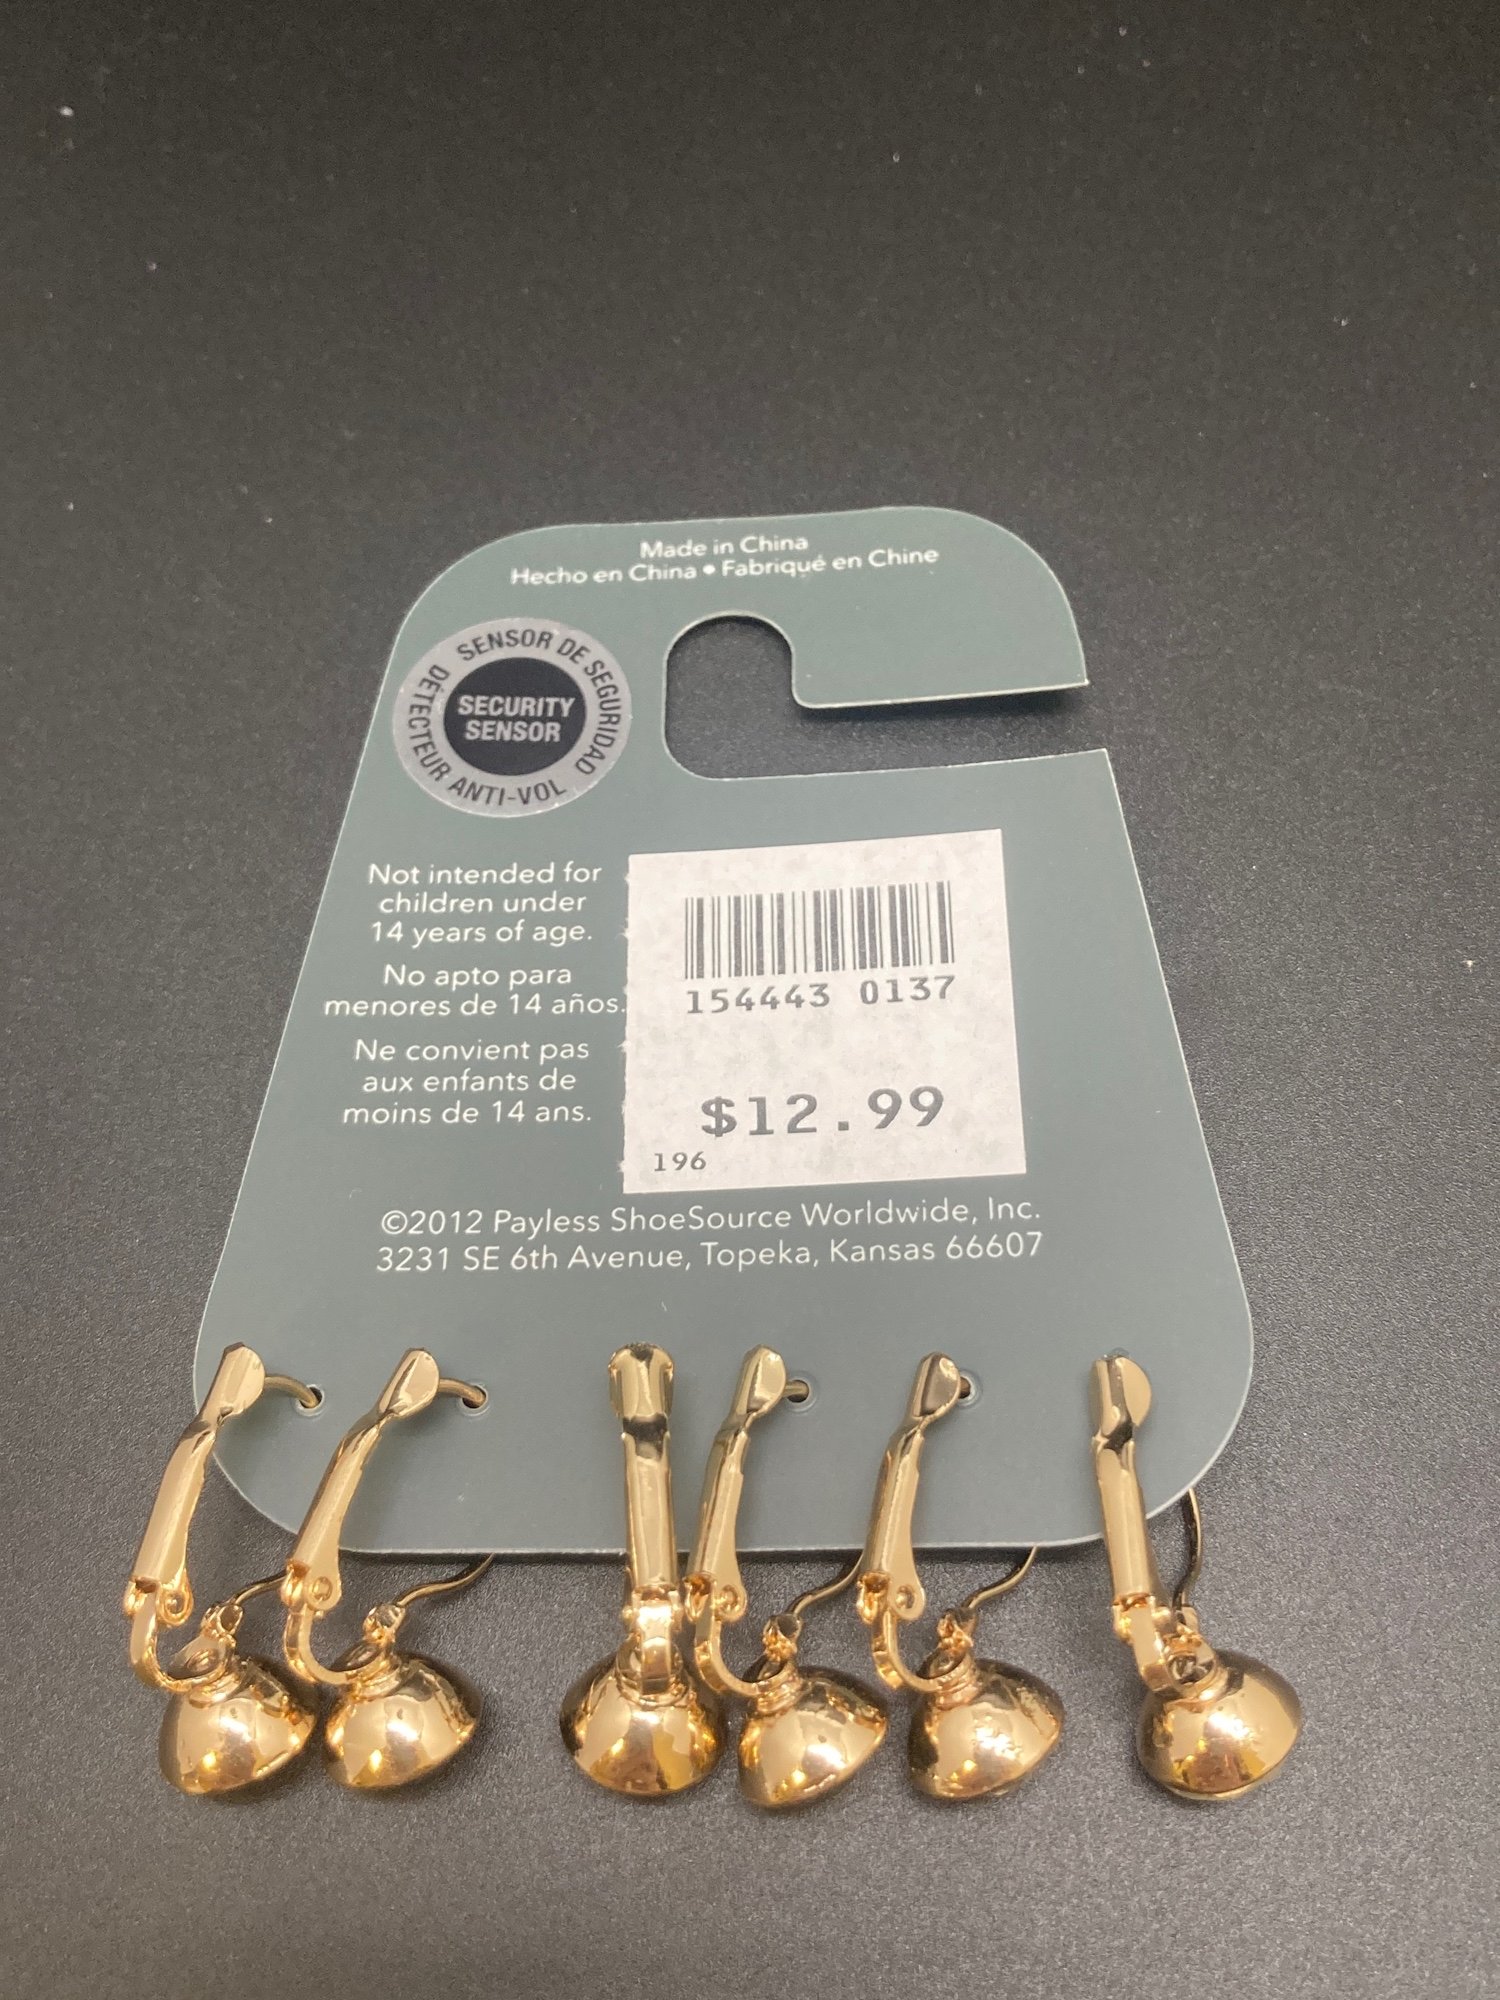 Made in China
Hecho en China • Fabriqué en Chine
SENSOR DE SEGURIDAD
DÉTECTEUR ANTI-VOL
SECURITY
SENSOR
Not intended for
children under
14 years of age.
No apto para
menores de 14 años.
Ne convient pas
aux enfants de
moins de 14 ans.
154443 0137
$12.99
196
©2012 Payless ShoeSource Worldwide, Inc.
3231 SE 6th Avenue, Topeka, Kansas 66607